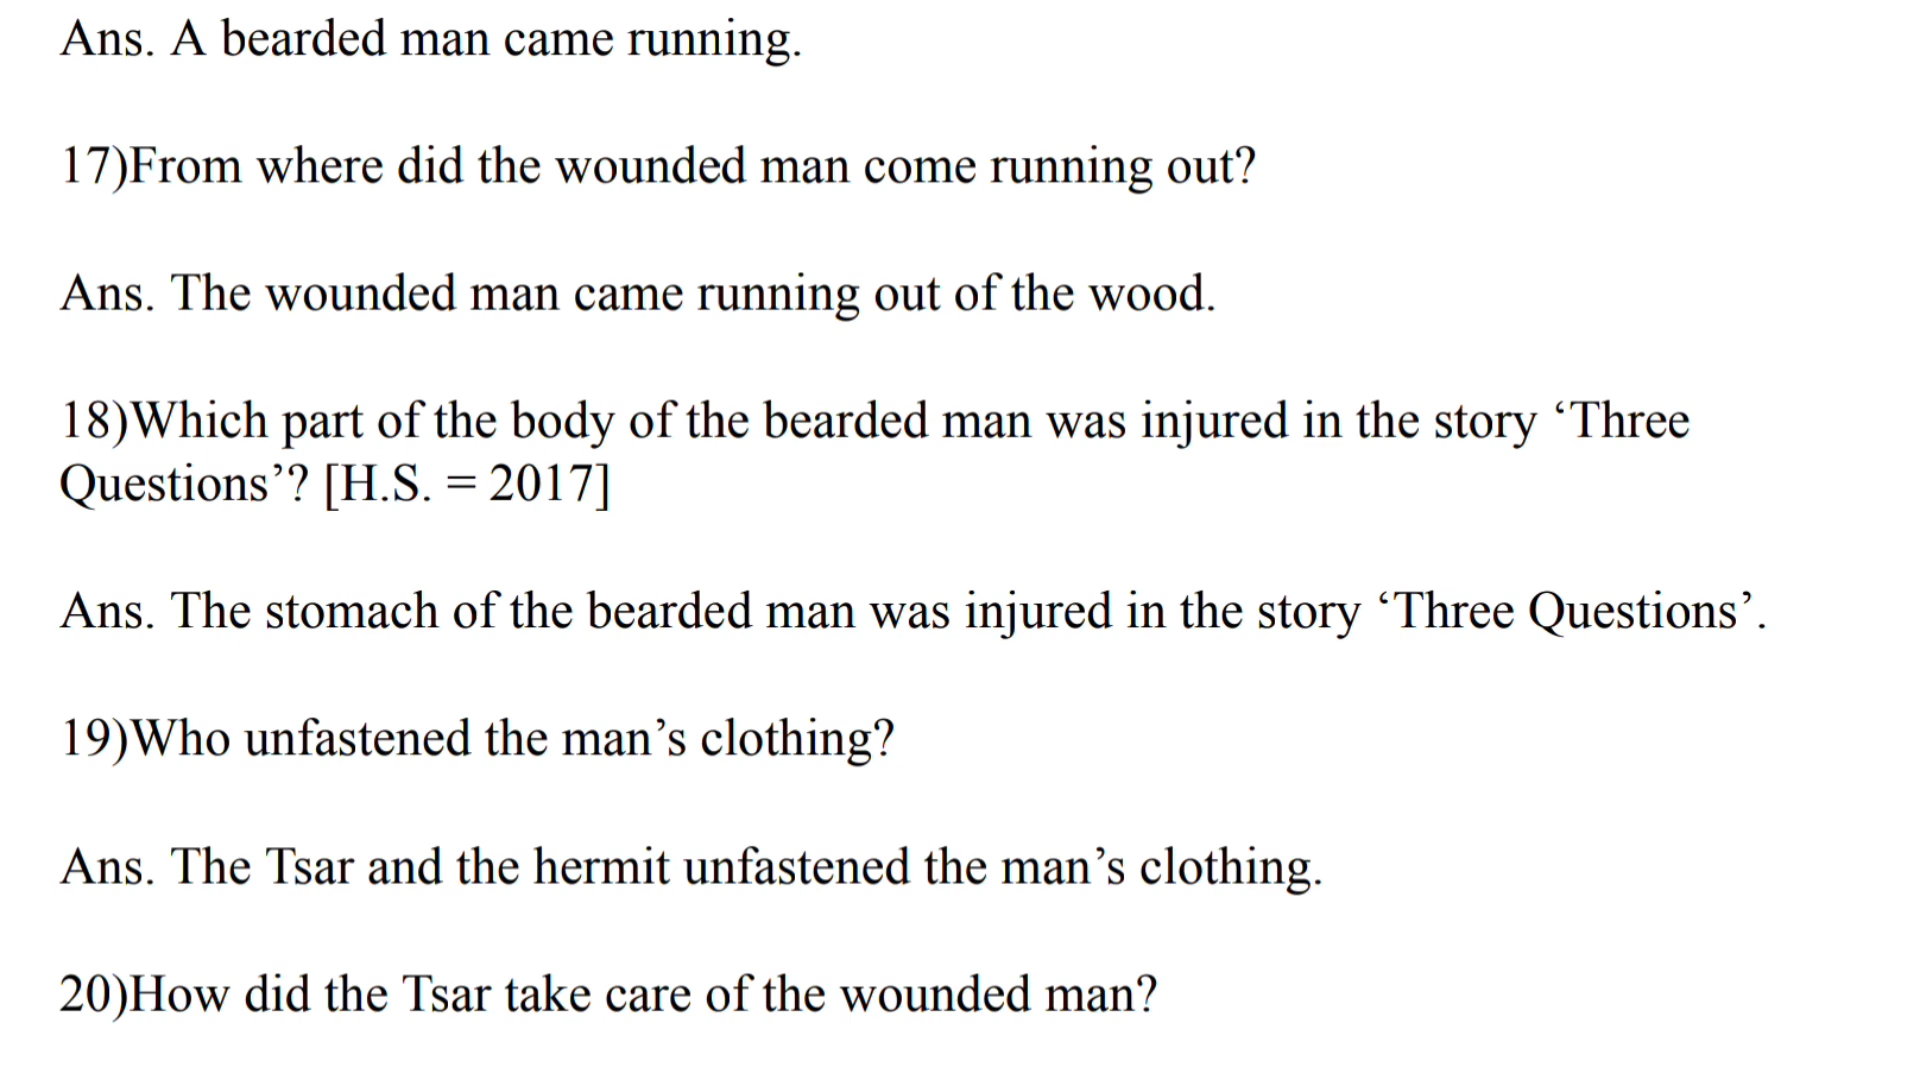 Ans. A bearded man came running.
17)From where did the wounded man come running out?
Ans. The wounded man came running out of the wood.
18)Which part of the body of the bearded man was injured in the story ‘Three
Questions’? [H.S. = 2017]
Ans. The stomach of the bearded man was injured in the story ‘Three Questions’.
19)Who unfastened the man’s clothing?
Ans. The Tsar and the hermit unfastened the man’s clothing.
20)How did the Tsar take care of the wounded man?